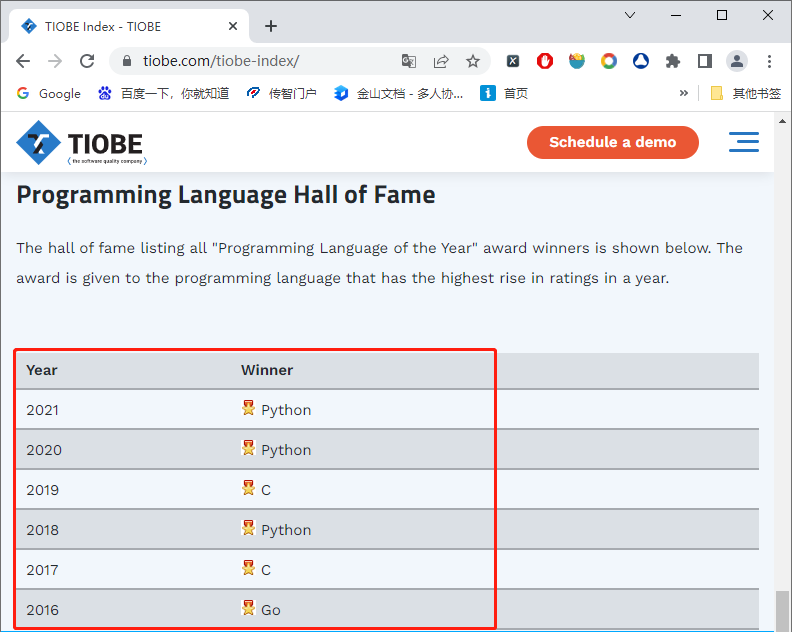 TIOBE Index - TIOBE
tiobe.com/tiobe-index/
Google
百度一下，你就知道
传智门户
金山文档 - 多人协...
首页
»
其他书签
TIOBE
(the software quality company)
Schedule a demo
Programming Language Hall of Fame
The hall of fame listing all "Programming Language of the Year" award winners is shown below. The
award is given to the programming language that has the highest rise in ratings in a year.
Year Winner
2021 Python
2020 Python
2019 C
2018 Python
2017 C
2016 Go